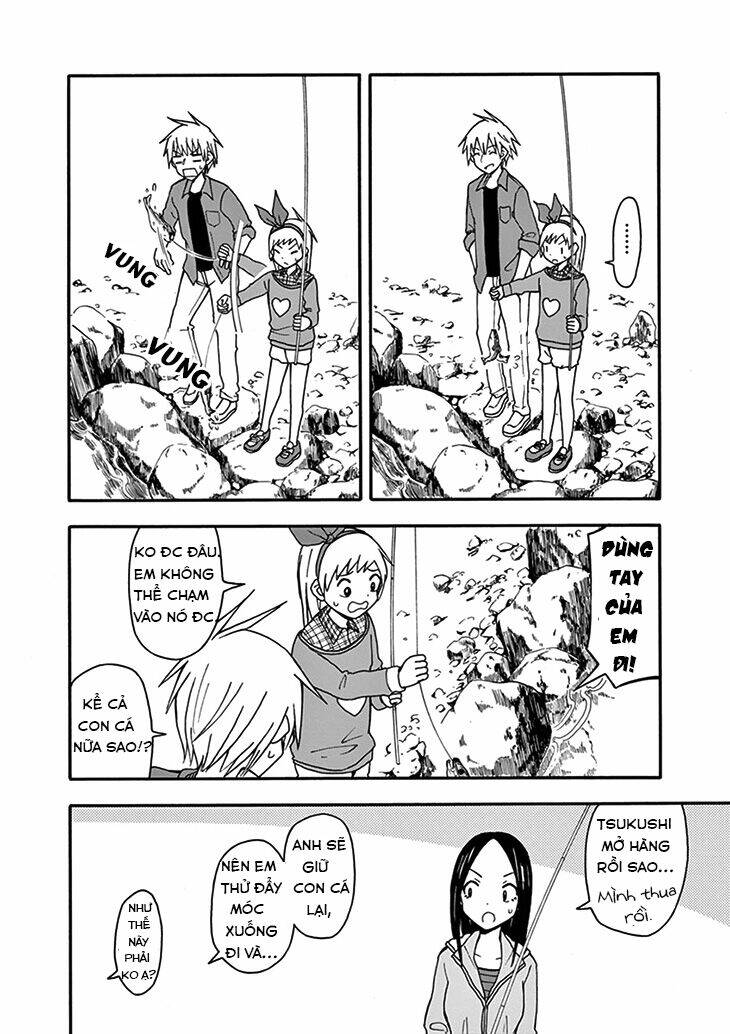 ......
VUNG
VUNG
DÙNG
TAY
CỦA
EM
ĐI!
KO ĐC ĐÂU.
EM KHÔNG
THỂ CHẠM
VÀO NÓ ĐC.
KỂ CẢ
CON CÁ
NỮA SAO!?
TSUKUSHI
MỞ HÀNG
RỒI SAO...
Mình thua
rồi.
ANH SẼ
GIỮ
CON CÁ
LẠI,
NÊN EM
THỬ ĐẨY
MÓC
XUỐNG
ĐI VÀ...
NHƯ
THẾ
NÀY
PHẢI
KO Ạ?